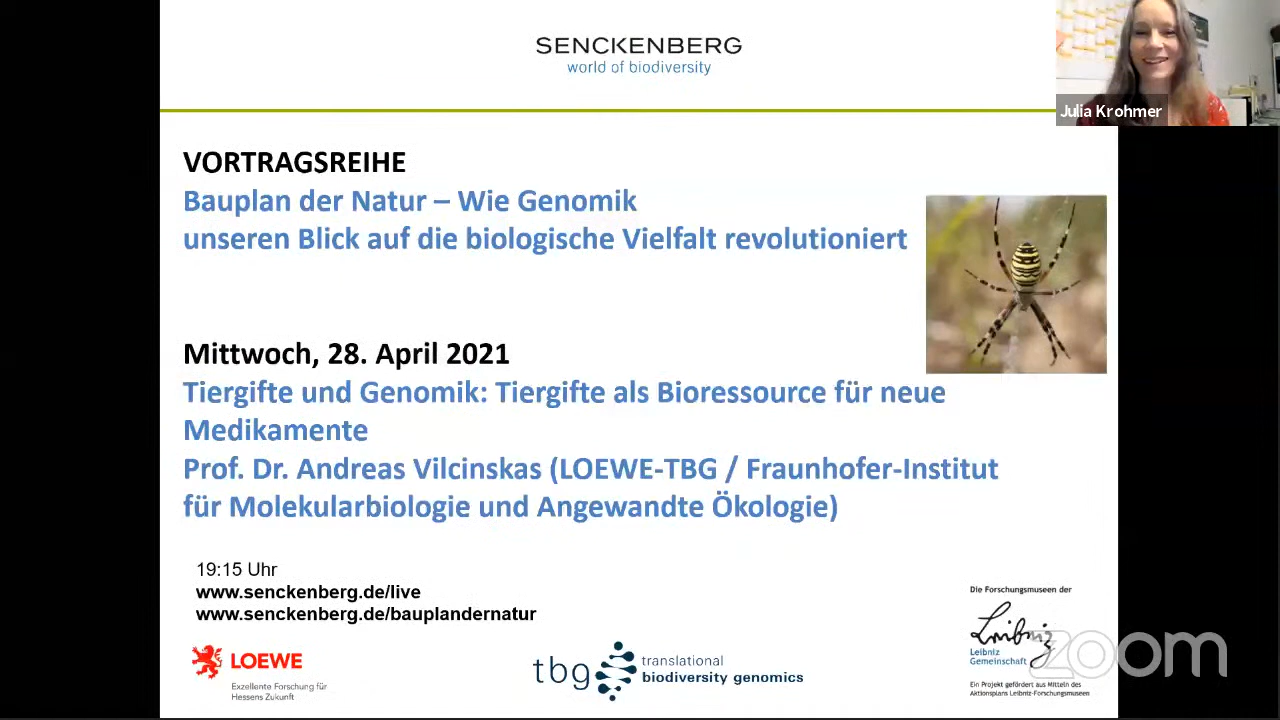 SENCKENBERG
world of biodiversity
Julia Krohmer
VORTRAGSREIHE
Bauplan der Natur – Wie Genomik
unseren Blick auf die biologische Vielfalt revolutioniert
Mittwoch, 28. April 2021
Tiergifte und Genomik: Tiergifte als Bioressource für neue
Medikamente
Prof. Dr. Andreas Vilcinskas (LOEWE-TBG / Fraunhofer-Institut
für Molekularbiologie und Angewandte Ökologie)
19:15 Uhr
www.senckenberg.de/live
www.senckenberg.de/bauplandernatur
LOEWE
Exzellente Forschung für
Hessens Zukunft
tbg
translational
biodiversity genomics
Die Forschungsmuseen der
Leibniz
Leibniz
Gemeinschaft
Ein Projekt gefördert aus Mitteln des
Aktionsplans Leibniz-Forschungsmuseen
zoom